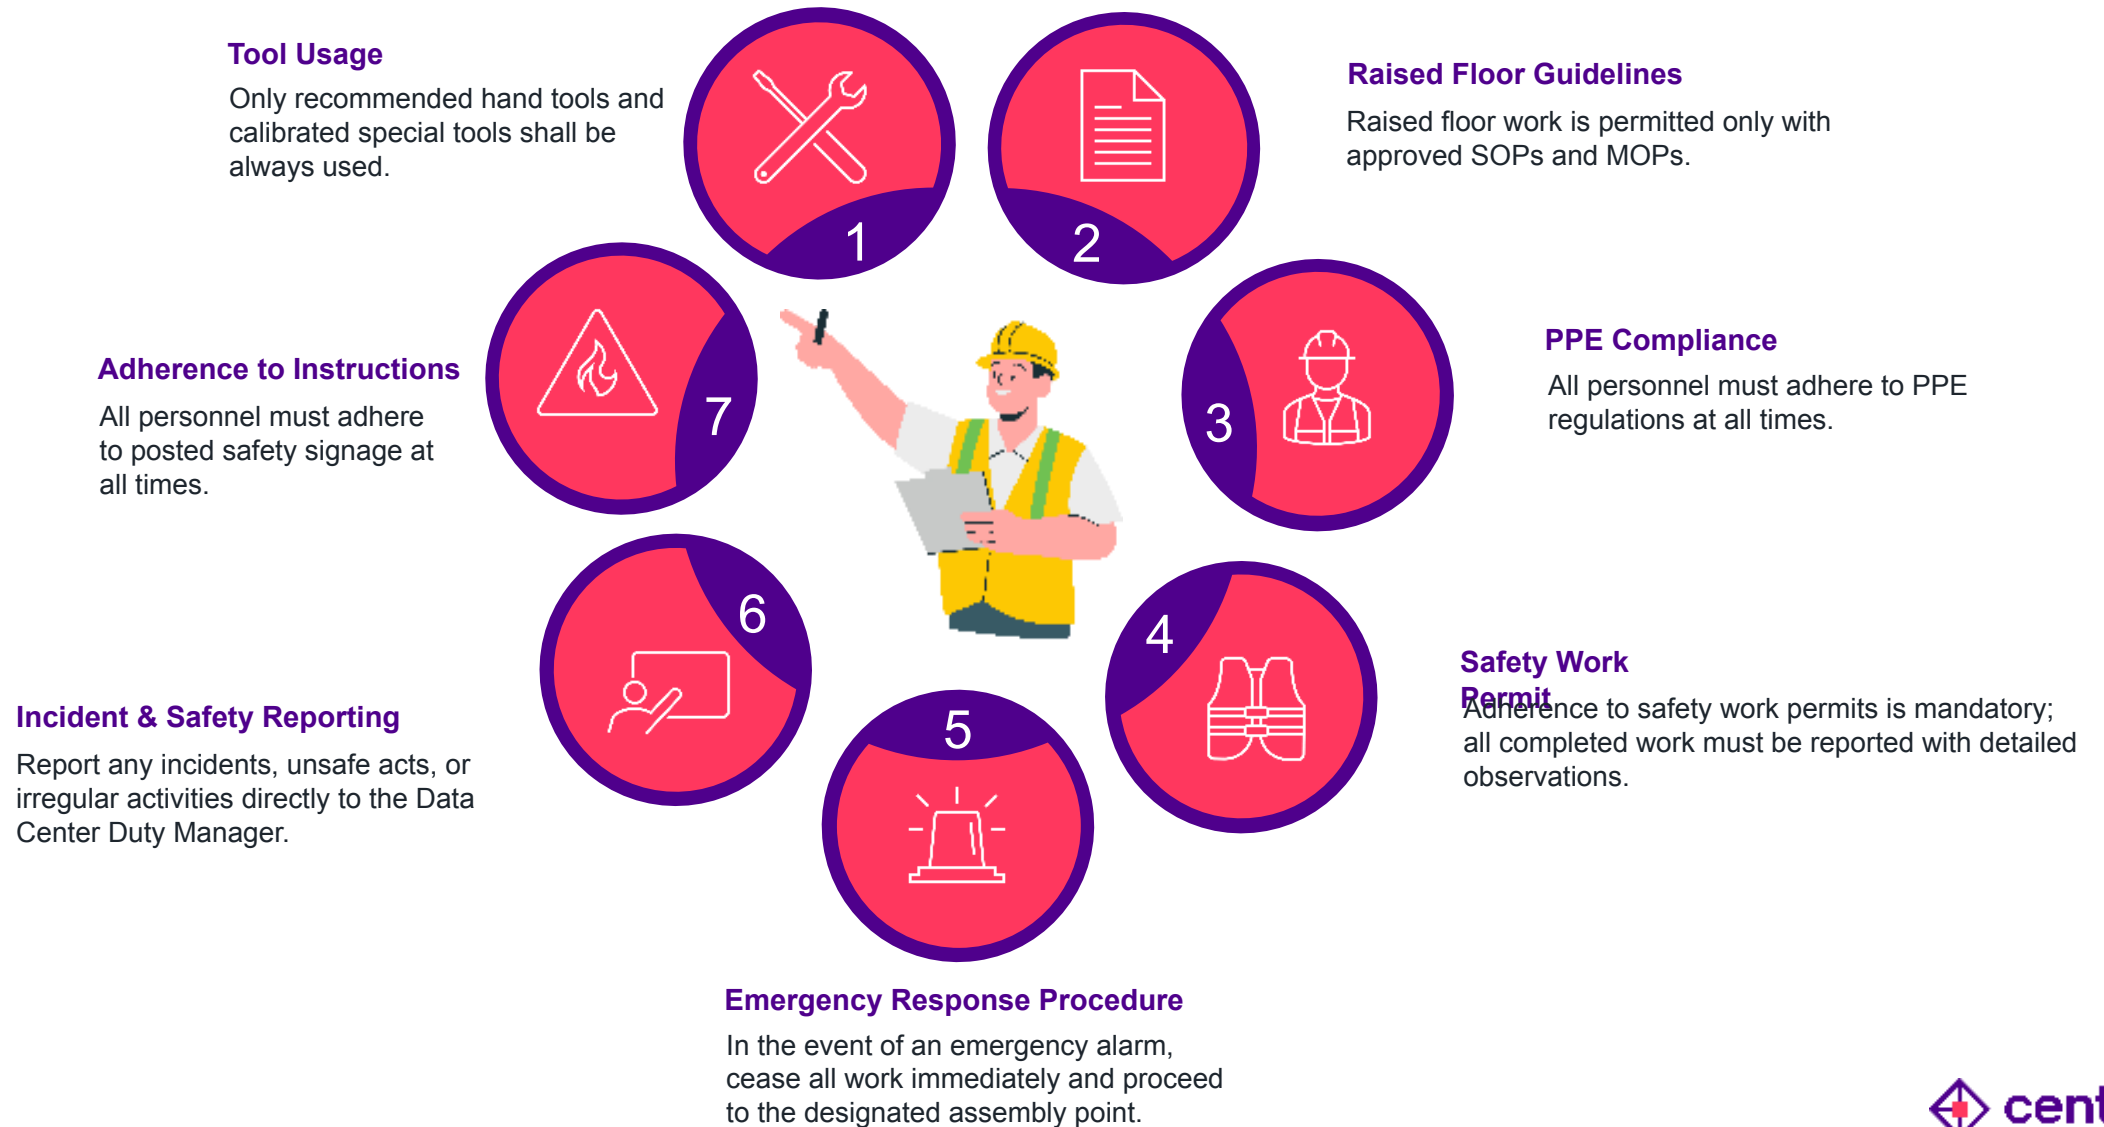 Tool Usage
Only recommended hand tools and
calibrated special tools shall be
always used.
1
2
Raised Floor Guidelines
Raised floor work is permitted only with
approved SOPs and MOPs.
3
PPE Compliance
All personnel must adhere to PPE
regulations at all times.
4
Safety Work
Permit
Adherence to safety work permits is mandatory;
all completed work must be reported with detailed
observations.
5
Emergency Response Procedure
In the event of an emergency alarm,
cease all work immediately and proceed
to the designated assembly point.
6
Incident & Safety Reporting
Report any incidents, unsafe acts, or
irregular activities directly to the Data
Center Duty Manager.
7
Adherence to Instructions
All personnel must adhere
to posted safety signage at
all times.
cent